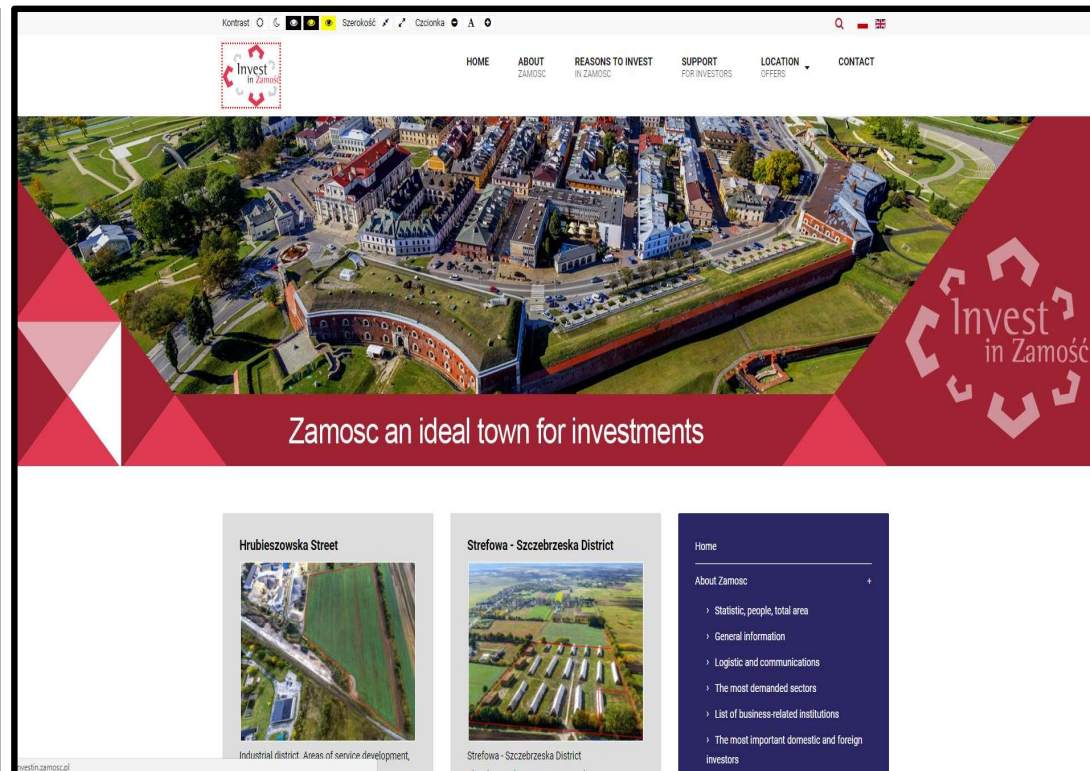 Kontrast Szerokość Czcionka A
Invest
in Zamość
HOME ABOUT REASONS TO INVEST SUPPORT LOCATION CONTACT
ZAMOSC IN ZAMOSC FOR INVESTORS OFFERS
Invest
in Zamość
Zamosc an ideal town for investments
Hrubieszowska Street
Industrial district. Areas of service development,
Strefowa - Szczebrzeska District
Strefowa - Szczebrzeska District
Home
About Zamosc +
› Statistic, people, total area
› General information
› Logistic and communications
› The most demanded sectors
› List of business-related institutions
› The most important domestic and foreign
investors
nvestin.zamosc.pl